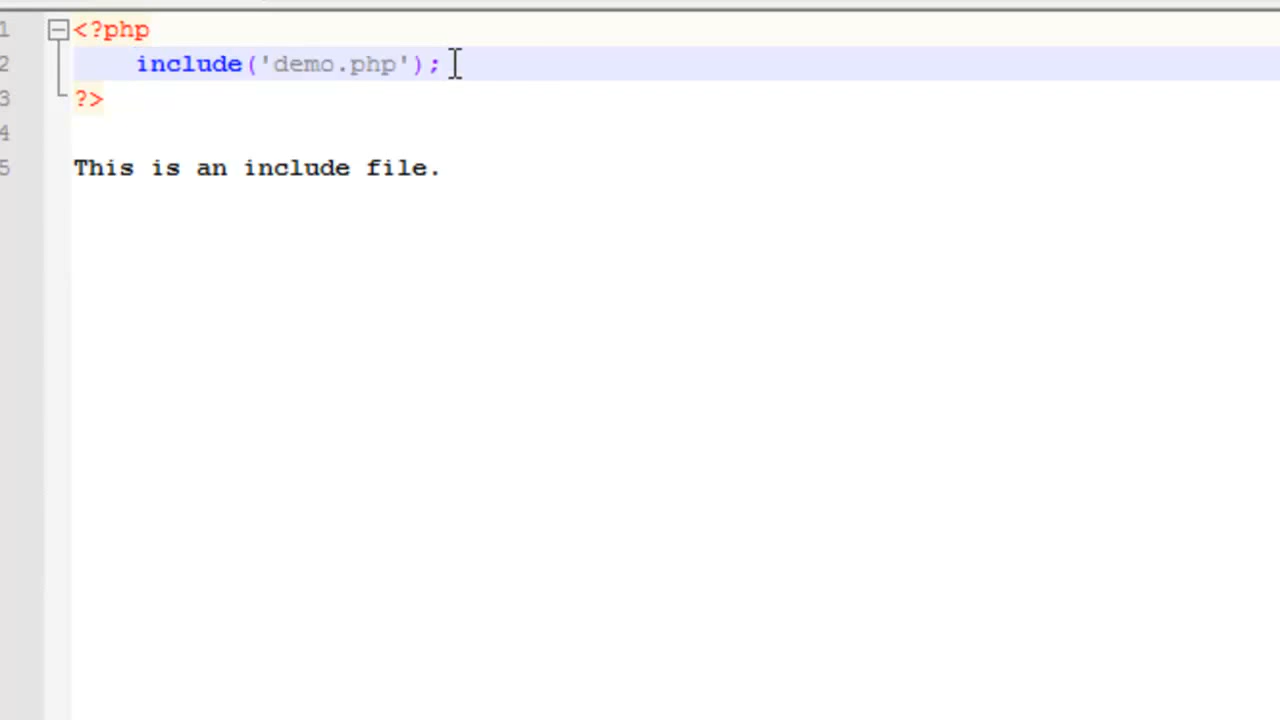 1 <?php
2 include('demo.php');
3 ?>
4
5 This is an include file.